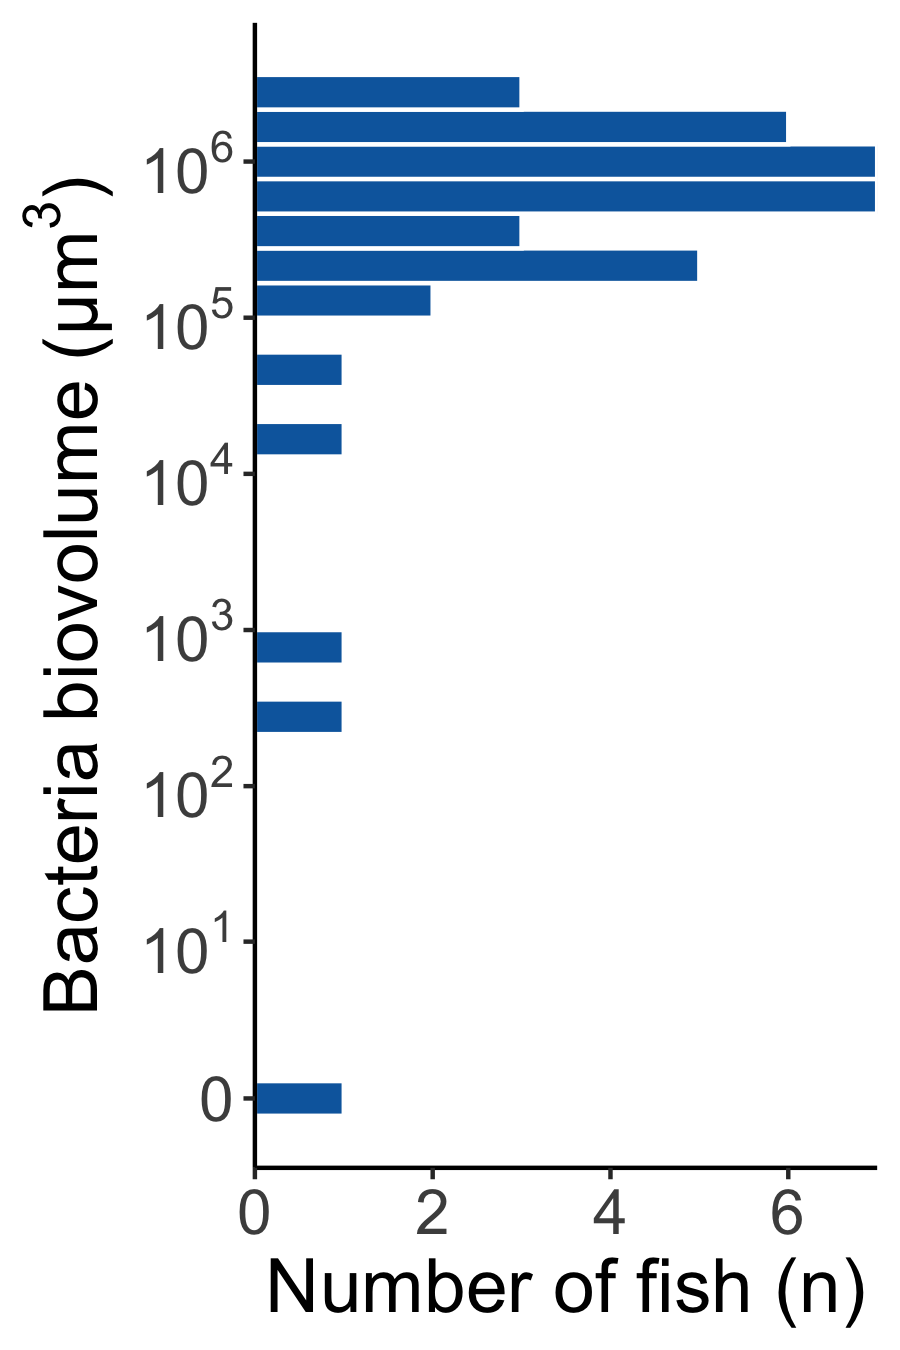 Bacteria biovolume (μm³)
10⁶
10⁵
10⁴
10³
10²
10¹
0
0 2 4 6
Number of fish (n)